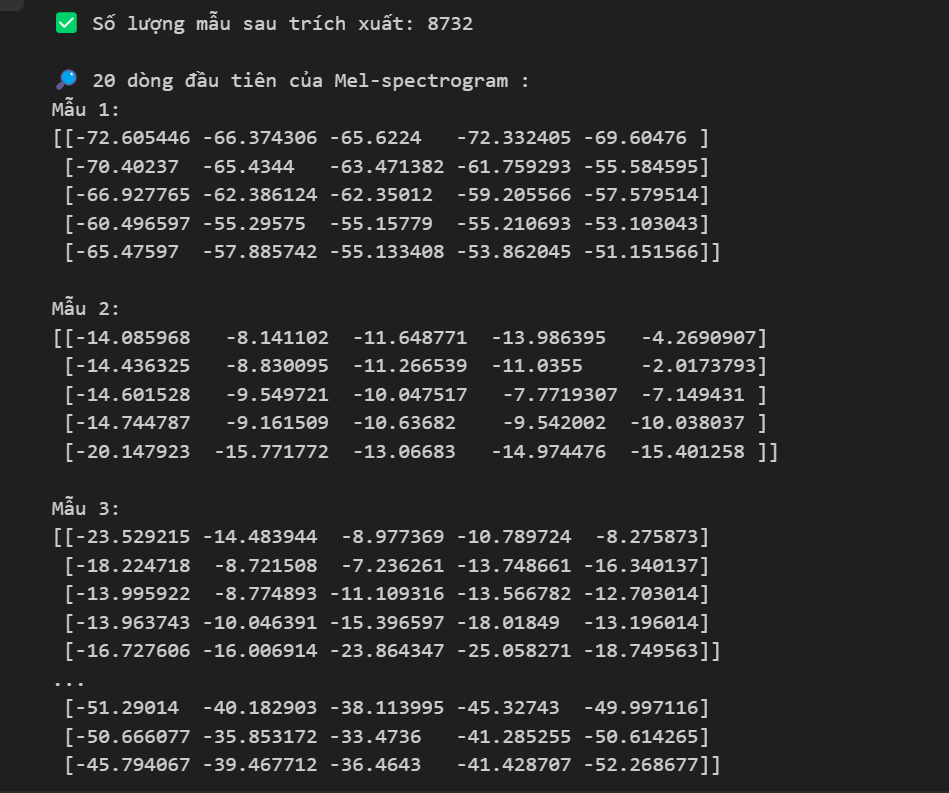 ✅ Số lượng mẫu sau trích xuất: 8732
🔎 20 dòng đầu tiên của Mel-spectrogram :
Mẫu 1:
[[-72.605446 -66.374306 -65.6224   -72.332405 -69.60476 ]
 [-70.40237  -65.4344   -63.471382 -61.759293 -55.584595]
 [-66.927765 -62.386124 -62.35012  -59.205566 -57.579514]
 [-60.496597 -55.29575  -55.15779  -55.210693 -53.103043]
 [-65.47597  -57.885742 -55.133408 -53.862045 -51.151566]]
Mẫu 2:
[[-14.085968   -8.141102  -11.648771  -13.986395   -4.2690907]
 [-14.436325   -8.830095  -11.266539  -11.0355     -2.0173793]
 [-14.601528   -9.549721  -10.047517   -7.7719307  -7.149431 ]
 [-14.744787   -9.161509  -10.63682    -9.542002  -10.038037 ]
 [-20.147923  -15.771772  -13.06683   -14.974476  -15.401258 ]]
Mẫu 3:
[[-23.529215 -14.483944  -8.977369 -10.789724  -8.275873]
 [-18.224718  -8.721508  -7.236261 -13.748661 -16.340137]
 [-13.995922  -8.774893 -11.109316 -13.566782 -12.703014]
 [-13.963743 -10.046391 -15.396597 -18.01849  -13.196014]
 [-16.727606 -16.006914 -23.864347 -25.058271 -18.749563]]
...
 [-51.29014  -40.182903 -38.113995 -45.32743  -49.997116]
 [-50.666077 -35.853172 -33.4736   -41.285255 -50.614265]
 [-45.794067 -39.467712 -36.4643   -41.428707 -52.268677]]